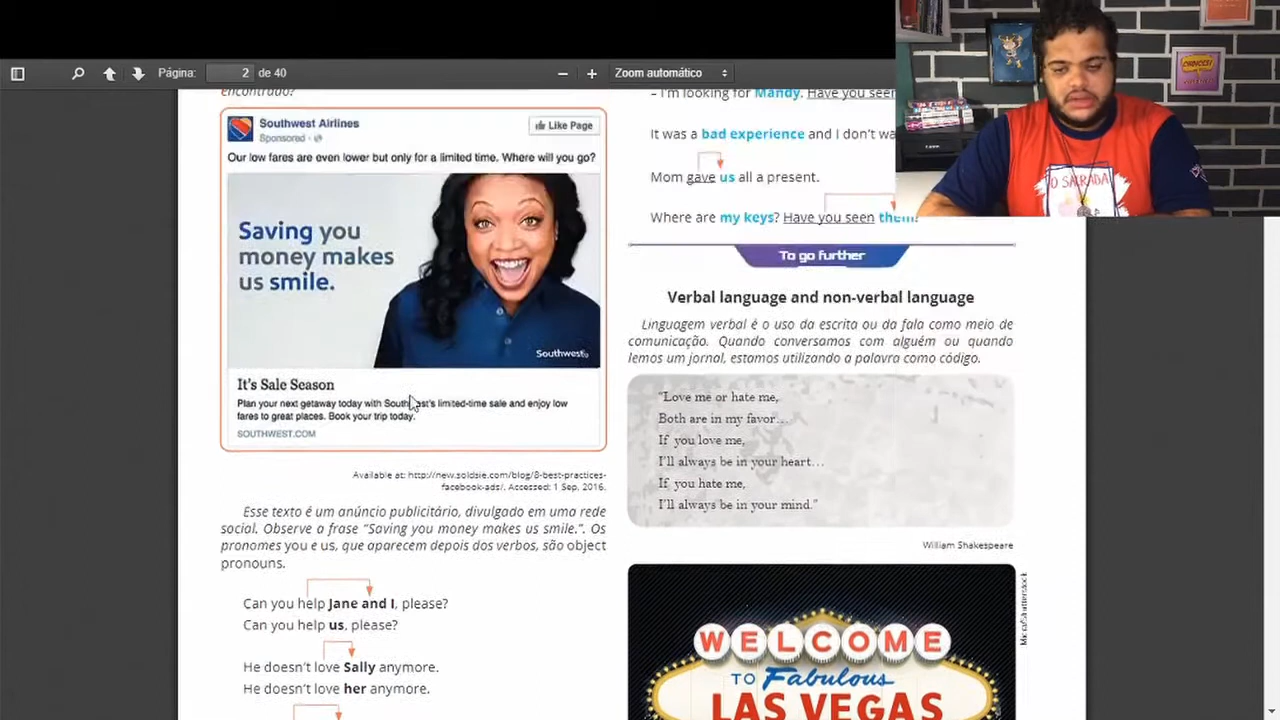 Página: 2 de 40
Zoom automático
encontrado?
Southwest Airlines
Sponsored
Like Page
Our low fares are even lower but only for a limited time. Where will you go?
Saving you
money makes
us smile.
Southwest
It's Sale Season
Plan your next getaway today with Southwest's limited-time sale and enjoy low
fares to great places. Book your trip today.
SOUTHWEST.COM
Available at: http://new.soldsie.com/blog/8-best-practices-
facebook-ads/. Accessed: 1 Sep. 2016.
Esse texto é um anúncio publicitário, divulgado em uma rede
social. Observe a frase “Saving you money makes us smile.”. Os
pronomes you e us, que aparecem depois dos verbos, são object
pronouns.
Can you help Jane and I, please?
Can you help us, please?
He doesn't love Sally anymore.
He doesn't love her anymore.
– I'm looking for Mandy. Have you seen
It was a bad experience and I don't
Mom gave us all a present.
Where are my keys? Have you seen them?
To go further
Verbal language and non-verbal language
Linguagem verbal é o uso da escrita ou da fala como meio de
comunicação. Quando conversamos com alguém ou quando
lemos um jornal, estamos utilizando a palavra como código.
“Love me or hate me,
Both are in my favor…
If you love me,
I'll always be in your heart…
If you hate me,
I'll always be in your mind.”
William Shakespeare
WELCOME
TO Fabulous
LAS VEGAS
O SAGRADA